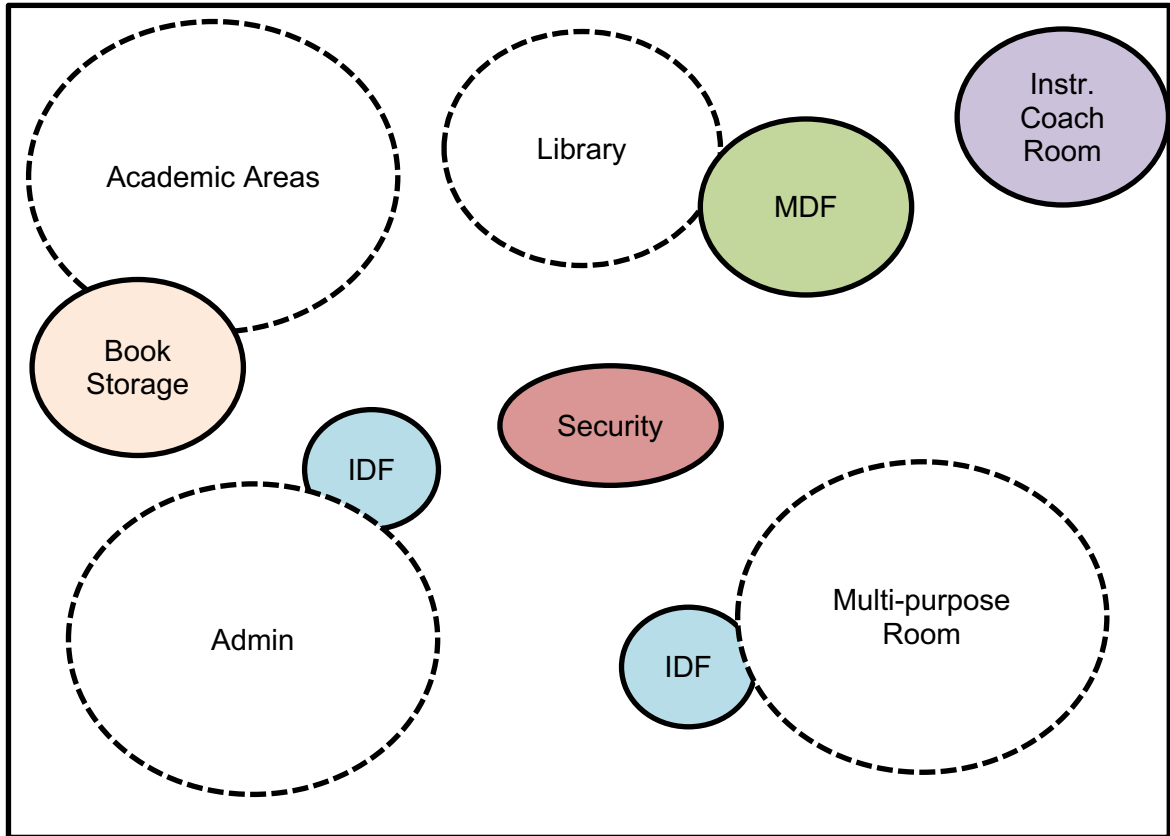 Academic Areas
Library
MDF
Instr.
Coach
Room
Book
Storage
IDF
Security
Admin
IDF
Multi-purpose
Room